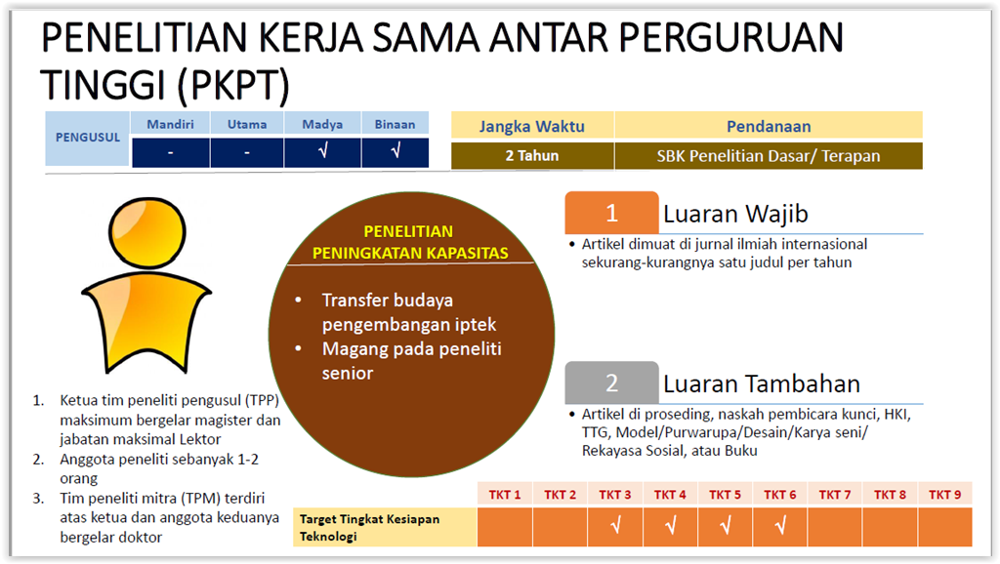 PENELITIAN KERJA SAMA ANTAR PERGURUAN
TINGGI (PKPT)
PENGUSUL
Mandiri Utama Madya Binaan
- - √ √
Jangka Waktu Pendanaan
2 Tahun SBK Penelitian Dasar/ Terapan
1. Ketua tim peneliti pengusul (TPP)
maksimum bergelar magister dan
jabatan maksimal Lektor
2. Anggota peneliti sebanyak 1-2
orang
3. Tim peneliti mitra (TPM) terdiri
atas ketua dan anggota keduanya
bergelar doktor
PENELITIAN
PENINGKATAN KAPASITAS
• Transfer budaya
pengembangan iptek
• Magang pada peneliti
senior
1 Luaran Wajib
• Artikel dimuat di jurnal ilmiah internasional
sekurang-kurangnya satu judul per tahun
2 Luaran Tambahan
• Artikel di proseding, naskah pembicara kunci, HKI,
TTG, Model/Purwarupa/Desain/Karya seni/
Rekayasa Sosial, atau Buku
TKT 1 TKT 2 TKT 3 TKT 4 TKT 5 TKT 6 TKT 7 TKT 8 TKT 9
Target Tingkat Kesiapan
Teknologi
√ √ √ √